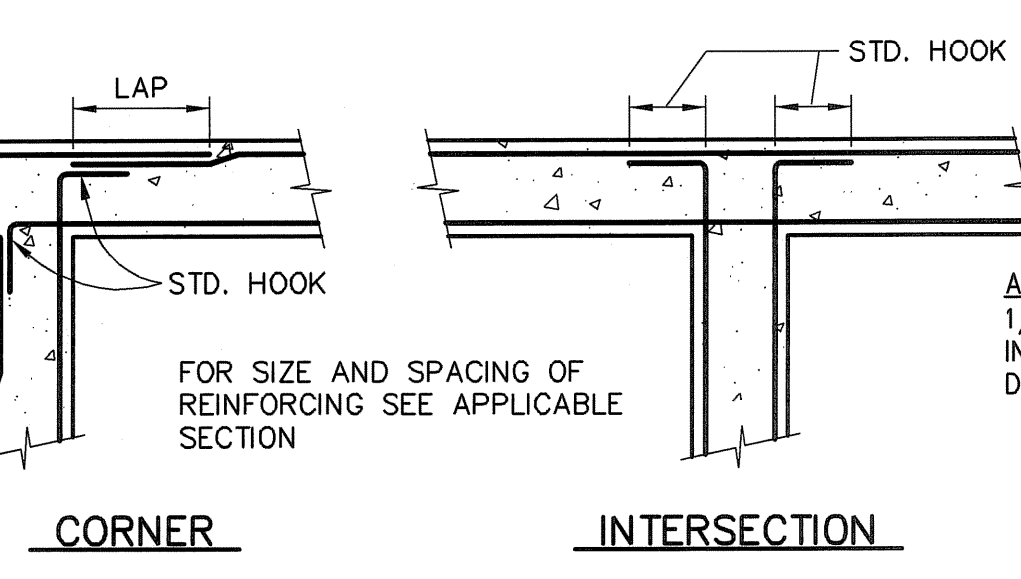 LAP
STD. HOOK
STD. HOOK
FOR SIZE AND SPACING OF
REINFORCING SEE APPLICABLE
SECTION
CORNER
INTERSECTION